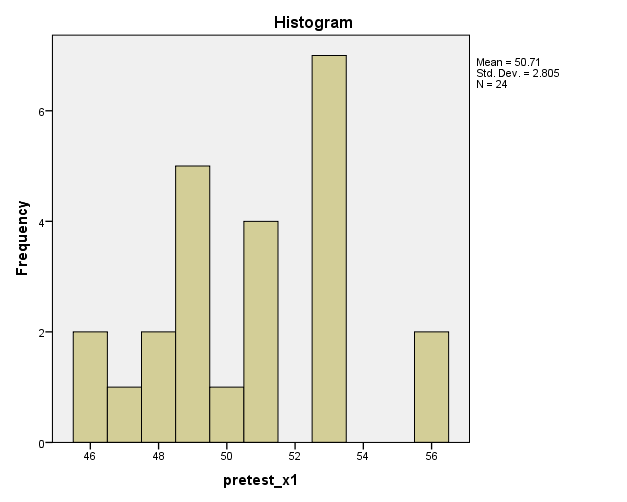 Histogram
Mean = 50.71
Std. Dev. = 2.805
N = 24
6
4
2
0
Frequency
46 48 50 52 54 56
pretest_x1